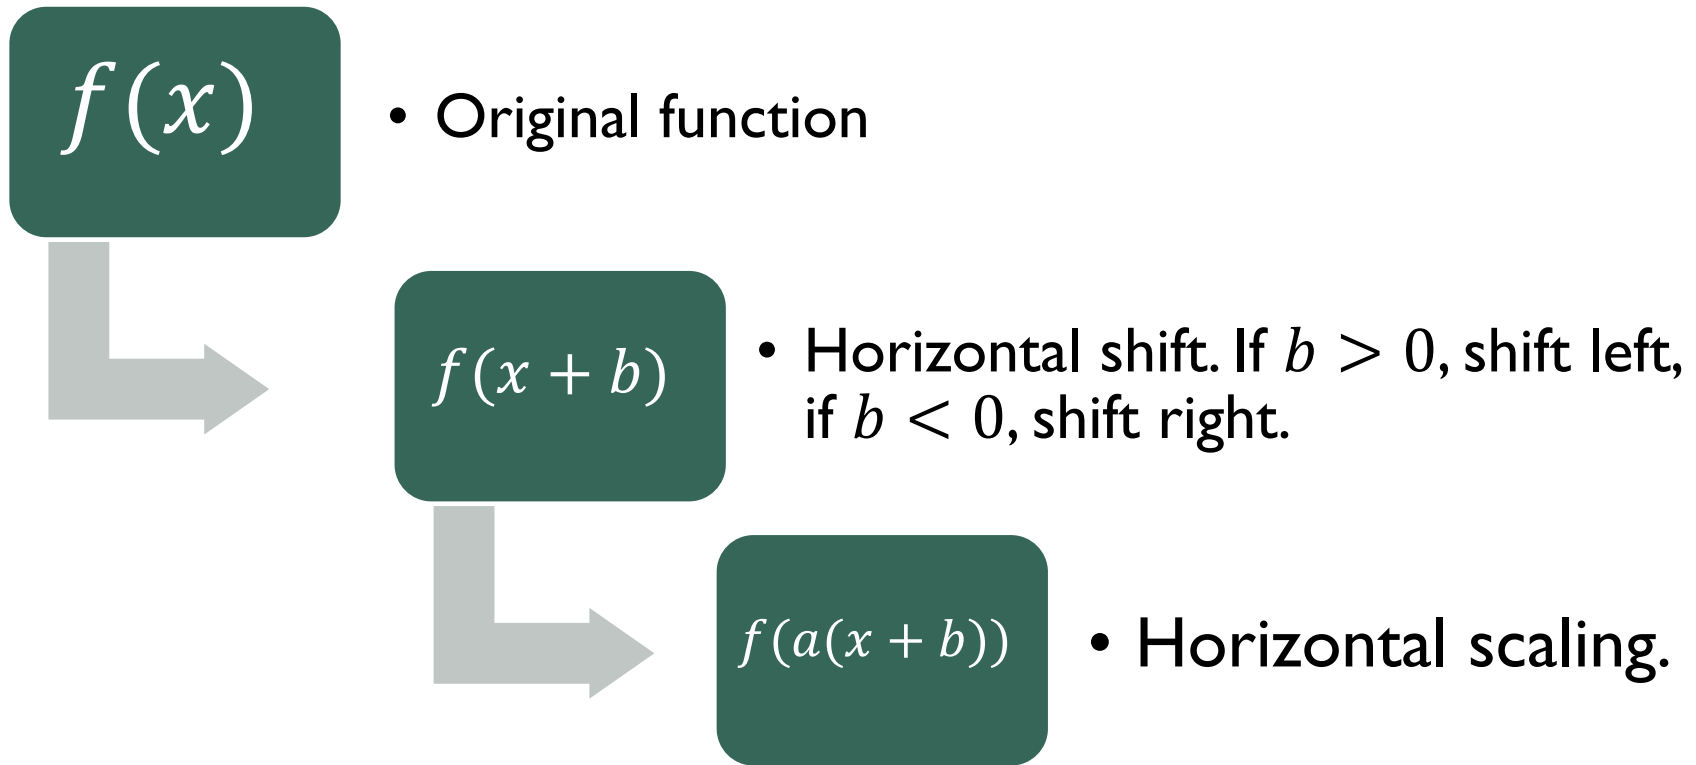 f(x)
• Original function
f(x + b)
• Horizontal shift. If b > 0, shift left,
if b < 0, shift right.
f(a(x + b))
• Horizontal scaling.